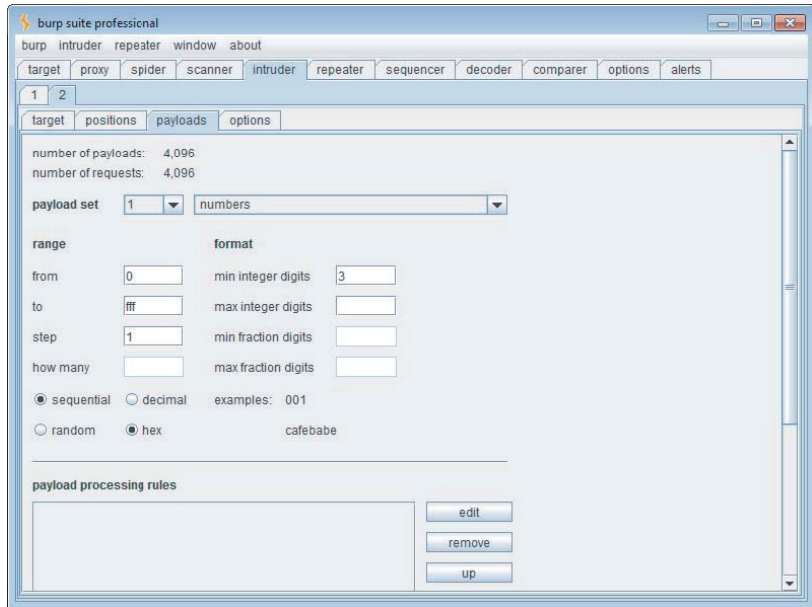 burp suite professional
burp intruder repeater window about
target proxy spider scanner intruder repeater sequencer decoder comparer options alerts
1 2
target positions payloads options
number of payloads: 4,096
number of requests: 4,096
payload set 1 numbers
range format
from 0 min integer digits 3
to fff max integer digits
step 1 min fraction digits
how many max fraction digits
sequential decimal examples: 001
random hex cafebabe
payload processing rules
edit
remove
up